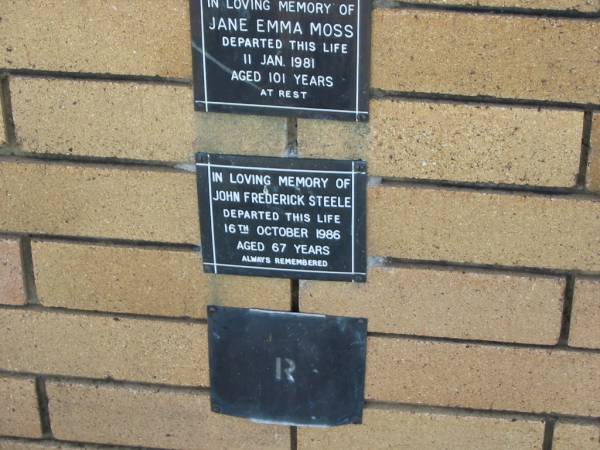 IN LOVING MEMORY OF
JANE EMMA MOSS
DEPARTED THIS LIFE
11 JAN. 1981
AGED 101 YEARS
AT REST
IN LOVING MEMORY OF
JOHN FREDERICK STEELE
DEPARTED THIS LIFE
16TH OCTOBER 1986
AGED 67 YEARS
ALWAYS REMEMBERED
R